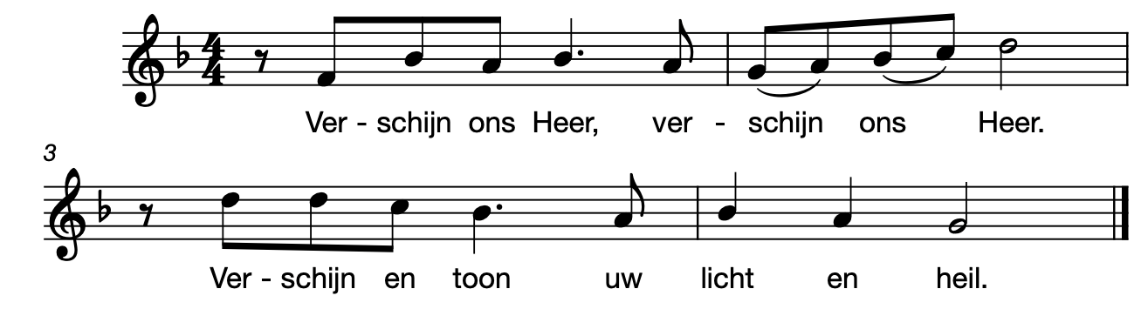 Ver - schijn ons Heer, ver - schijn ons Heer.
3
Ver - schijn en toon uw licht en heil.